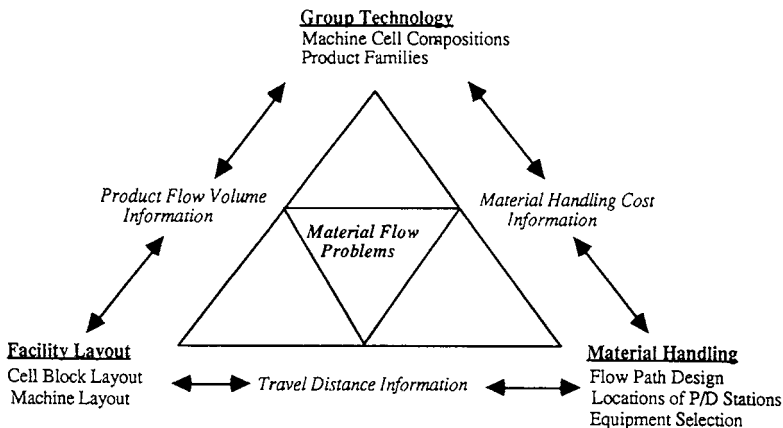 Group Technology
Machine Cell Compositions
Product Families
Product Flow Volume
Information
Material Handling Cost
Information
Material Flow
Problems
Facility Layout
Cell Block Layout
Machine Layout
Travel Distance Information
Material Handling
Flow Path Design
Locations of P/D Stations
Equipment Selection